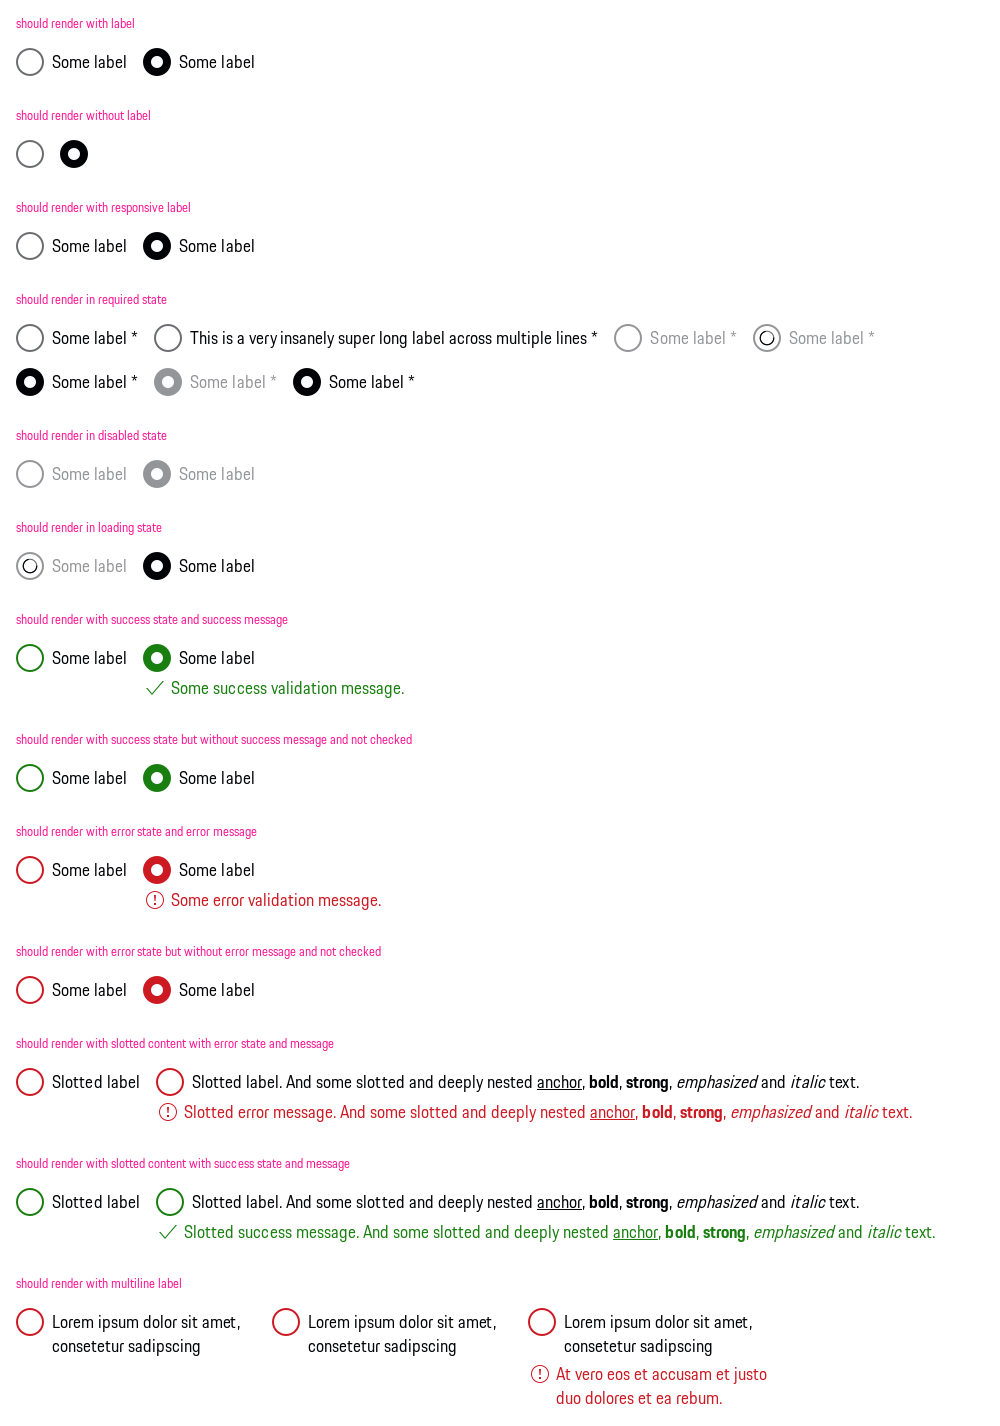 should render with label
Some label Some label
should render without label
should render with responsive label
Some label Some label
should render in required state
Some label * This is a very insanely super long label across multiple lines * Some label * Some label *
Some label * Some label * Some label *
should render in disabled state
Some label Some label
should render in loading state
Some label Some label
should render with success state and success message
Some label Some label
Some success validation message.
should render with success state but without success message and not checked
Some label Some label
should render with error state and error message
Some label Some label
Some error validation message.
should render with error state but without error message and not checked
Some label Some label
should render with slotted content with error state and message
Slotted label Slotted label. And some slotted and deeply nested anchor, bold, strong, emphasized and italic text.
Slotted error message. And some slotted and deeply nested anchor, bold, strong, emphasized and italic text.
should render with slotted content with success state and message
Slotted label Slotted label. And some slotted and deeply nested anchor, bold, strong, emphasized and italic text.
Slotted success message. And some slotted and deeply nested anchor, bold, strong, emphasized and italic text.
should render with multiline label
Lorem ipsum dolor sit amet,
consetetur sadipscing
Lorem ipsum dolor sit amet,
consetetur sadipscing
Lorem ipsum dolor sit amet,
consetetur sadipscing
At vero eos et accusam et justo
duo dolores et ea rebum.